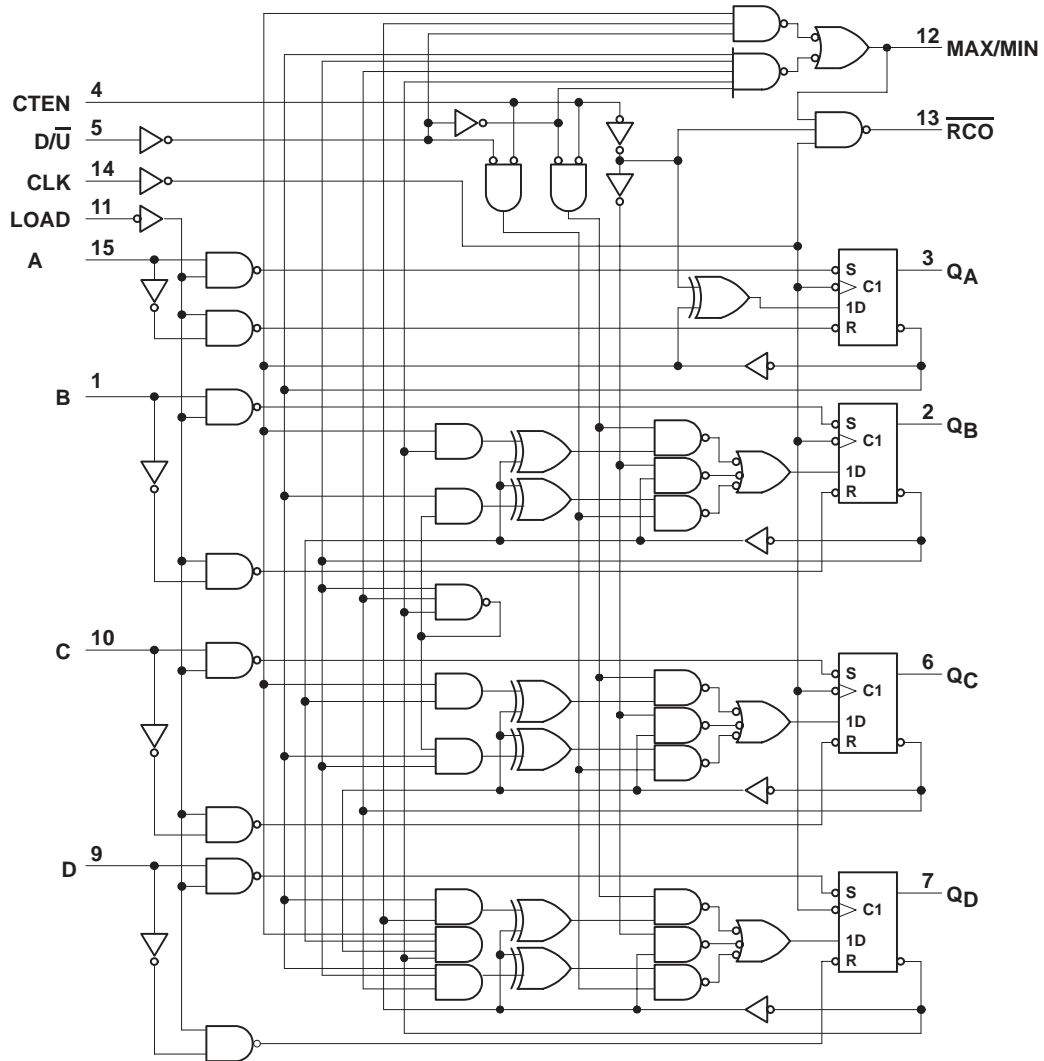 12 MAX/MIN
CTEN 4
13 RCO
D/U 5
CLK 14
LOAD 11
A 15
S
C1
1D
R
3 QA
B 1
S
C1
1D
R
2 QB
C 10
S
C1
1D
R
6 QC
D 9
S
C1
1D
R
7 QD